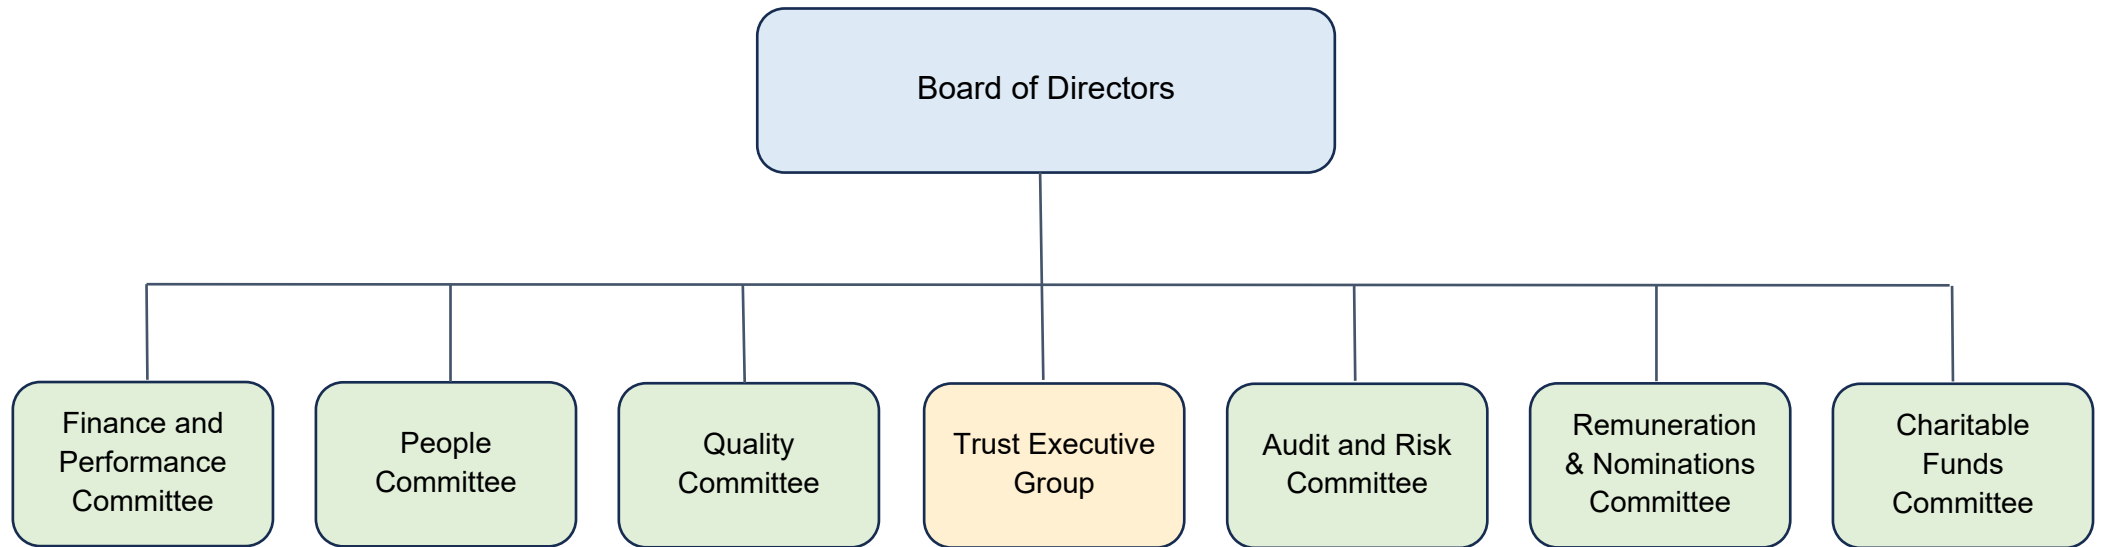 Board of Directors
Finance and
Performance
Committee
People
Committee
Quality
Committee
Trust Executive
Group
Audit and Risk
Committee
Remuneration
& Nominations
Committee
Charitable
Funds
Committee